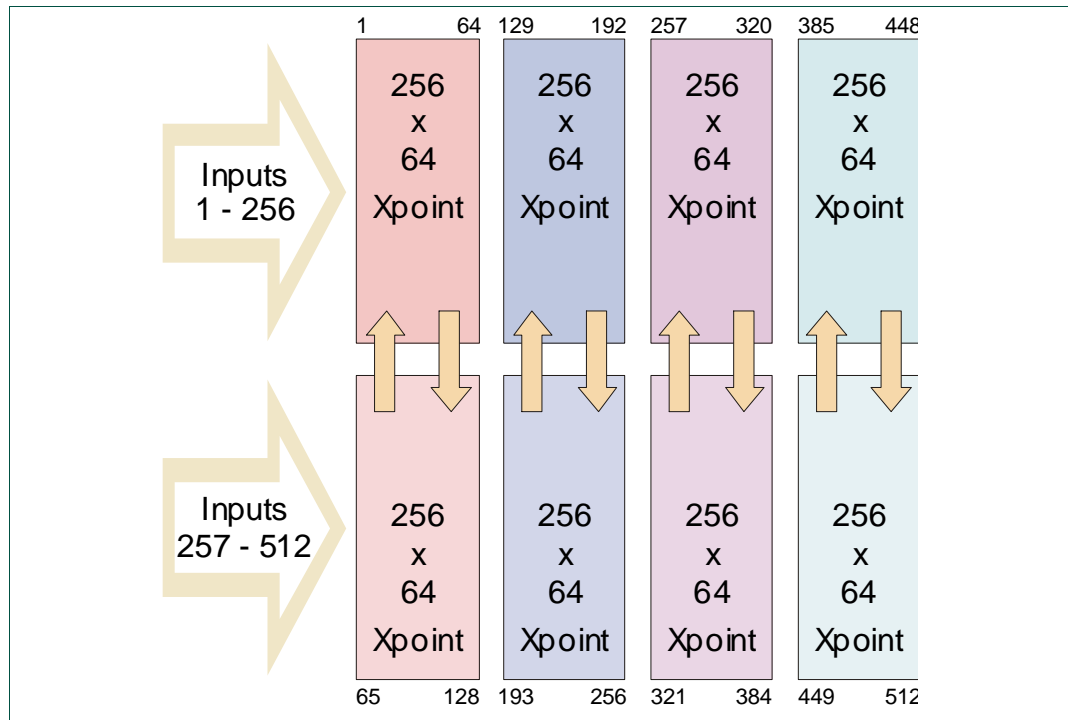 1 64 129 192 257 320 385 448
256 256 256 256
x x x x
64 64 64 64
Xpoint Xpoint Xpoint Xpoint
Inputs
1 - 256
Inputs
257 - 512
256 256 256 256
x x x x
64 64 64 64
Xpoint Xpoint Xpoint Xpoint
65 128 193 256 321 384 449 512